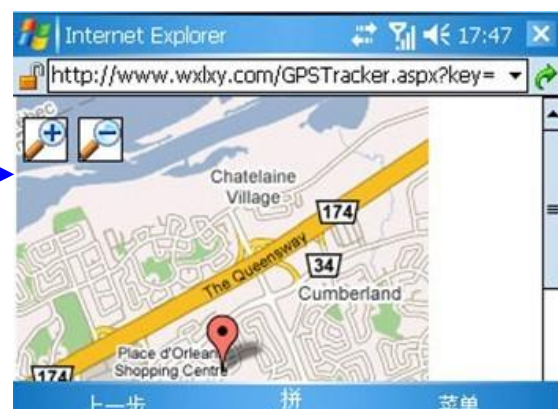 Internet Explorer 17:47
http://www.wxlxy.com/GPSTracker.aspx?key=
Chatelaine
Village
174
The Queensway
34
Cumberland
Place d'Orleans
Shopping Centre
174
上一步 拼 菜单